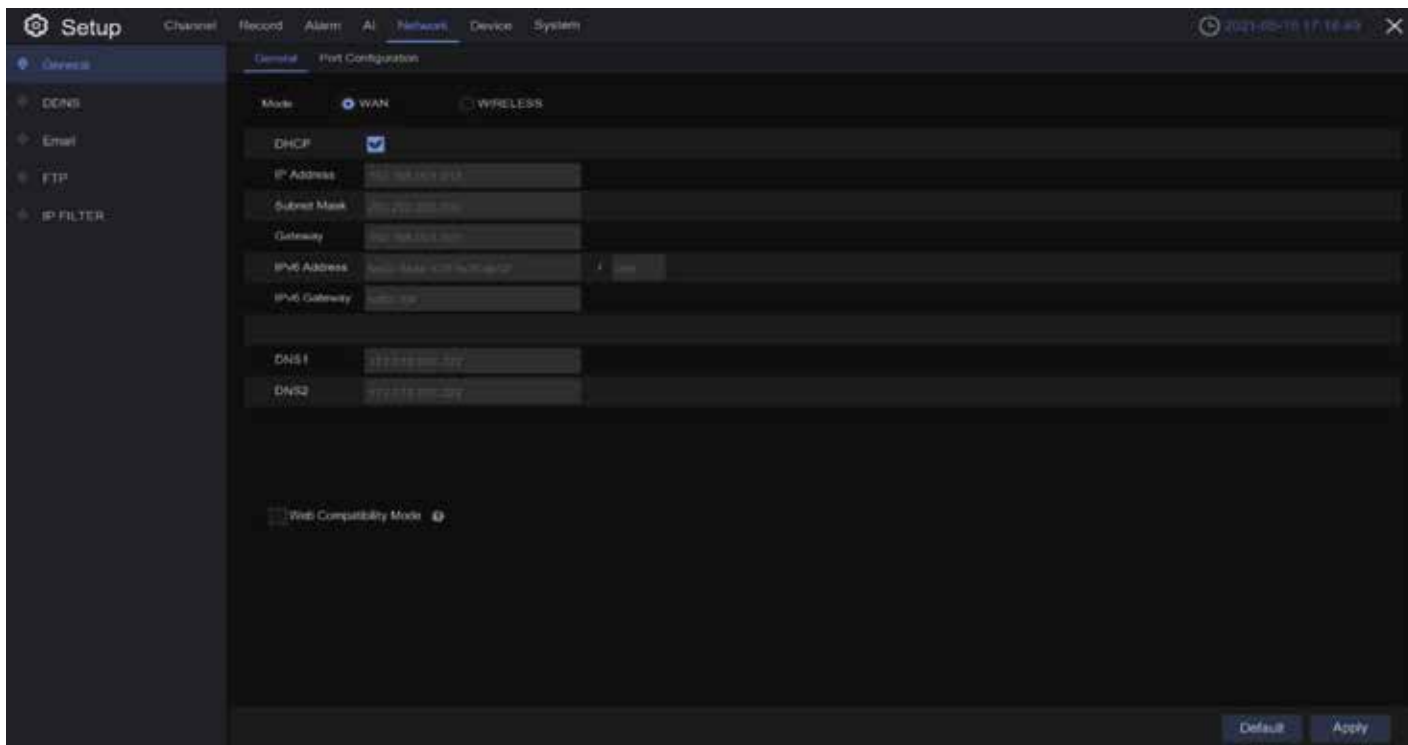 Setup Channel Record Alarm AI Network Device System
General
DDNS
Email
FTP
IP FILTER
General Port Configuration
Mode WAN WIRELESS
DHCP
IP Address
Subnet Mask
Gateway
IPv6 Address /
IPv6 Gateway
DNS1
DNS2
Web Compatibility Mode
Default Apply